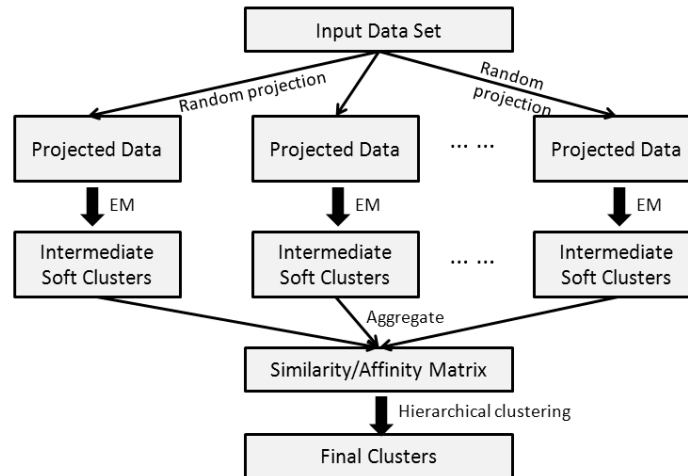 Input Data Set
Random projection
Random
projection
Projected Data
Projected Data
... ...
Projected Data
EM
EM
EM
Intermediate
Soft Clusters
Intermediate
Soft Clusters
... ...
Intermediate
Soft Clusters
Aggregate
Similarity/Affinity Matrix
Hierarchical clustering
Final Clusters